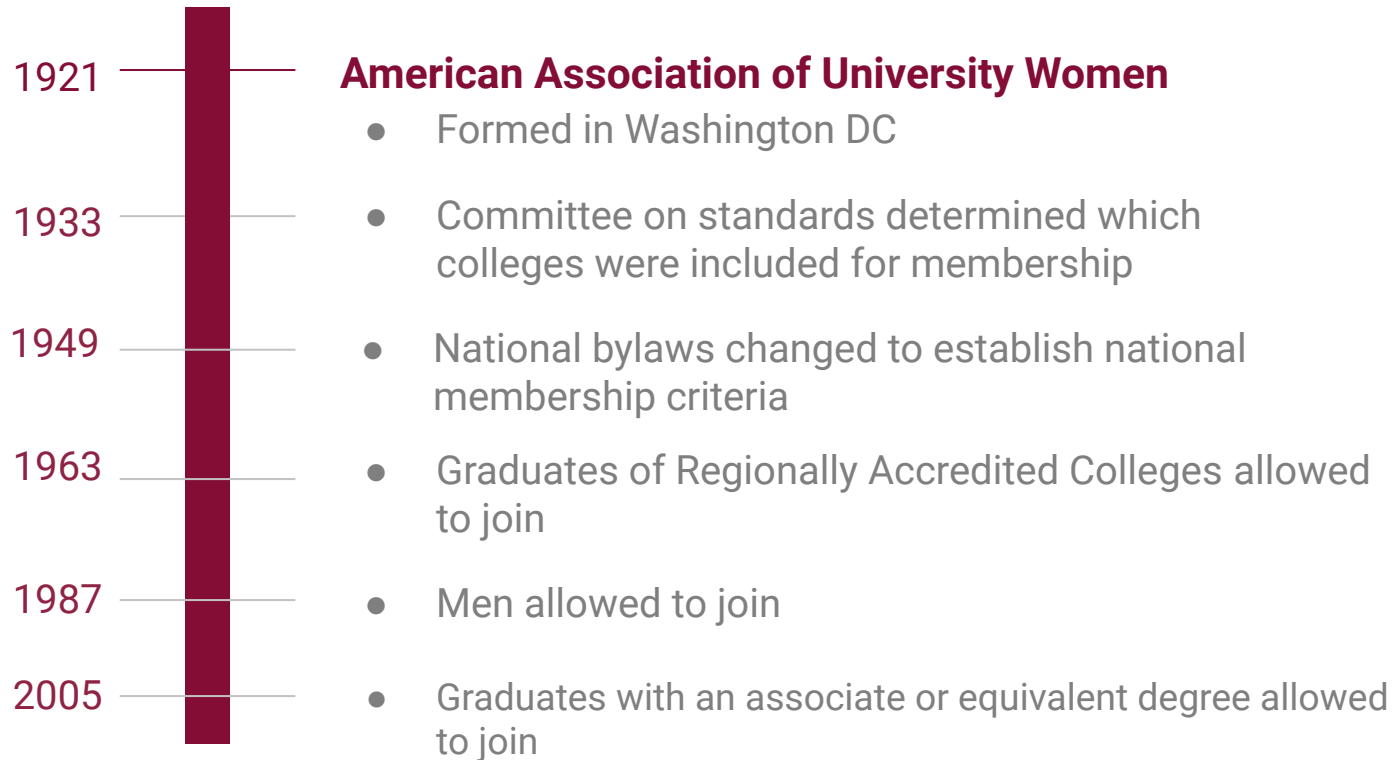 1921 American Association of University Women
● Formed in Washington DC
1933 ● Committee on standards determined which
colleges were included for membership
1949 ● National bylaws changed to establish national
membership criteria
1963 ● Graduates of Regionally Accredited Colleges allowed
to join
1987 ● Men allowed to join
2005 ● Graduates with an associate or equivalent degree allowed
to join